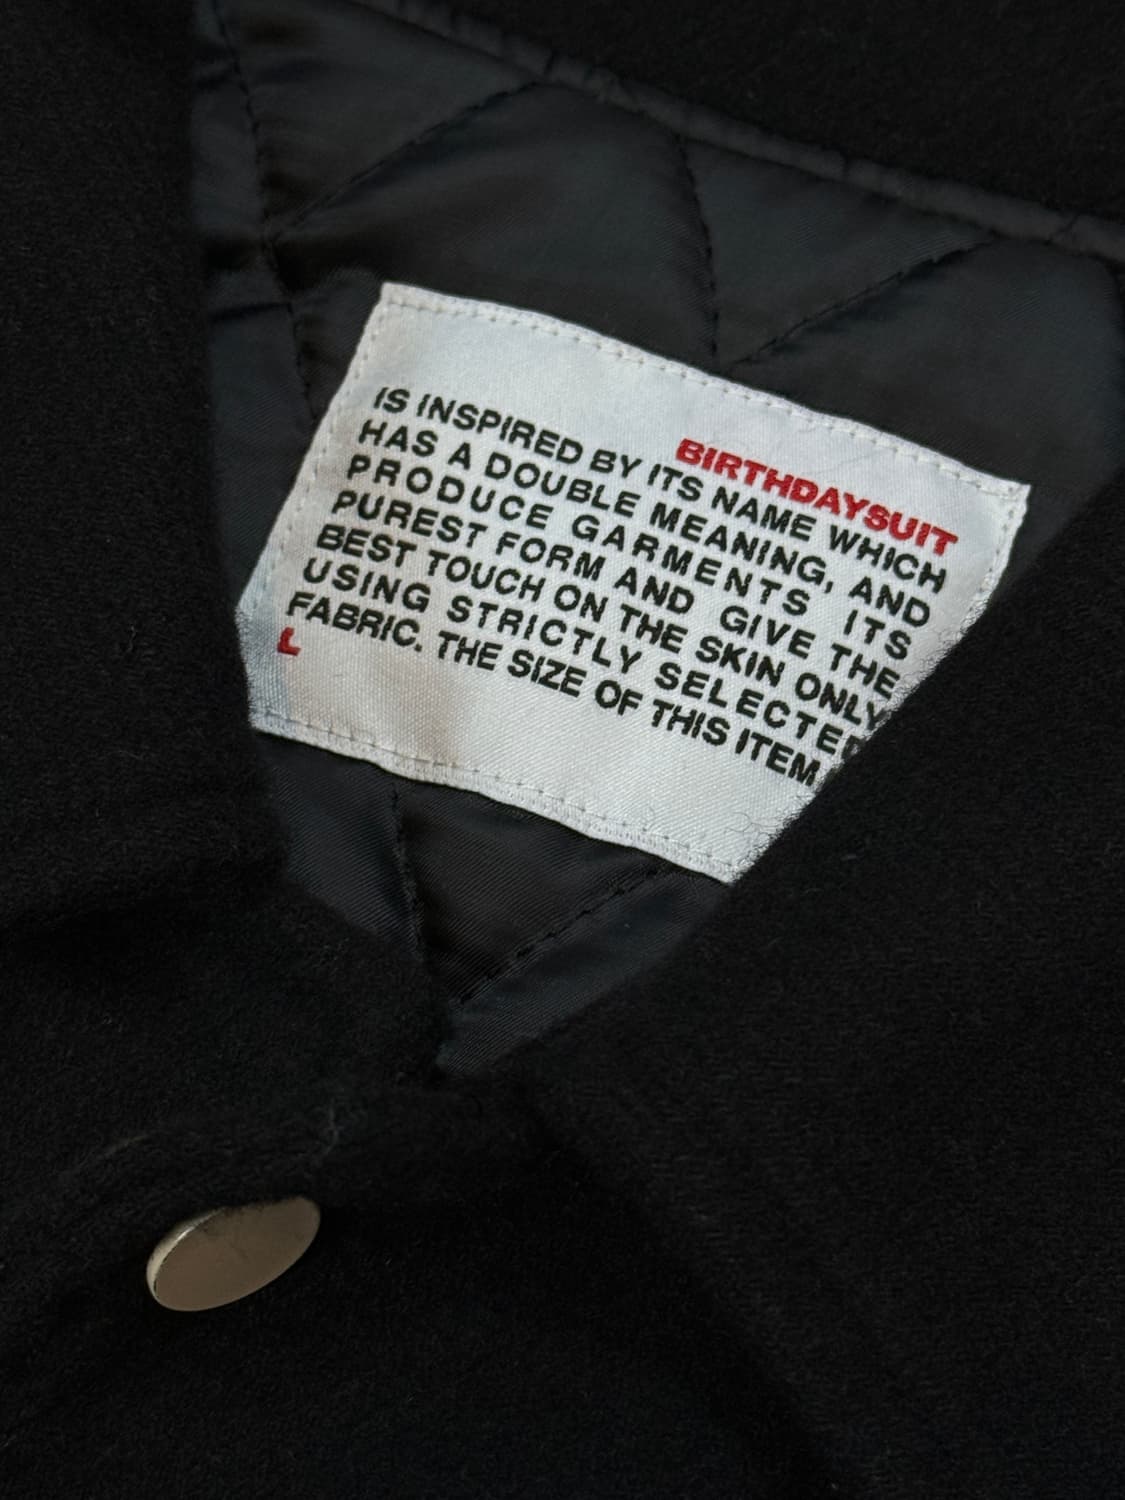 BIRTHDAYSUIT
IS INSPIRED BY ITS NAME WHICH
HAS A DOUBLE MEANING, AND
PRODUCE GARMENTS ITS
PUREST FORM AND GIVE THE
BEST TOUCH ON THE SKIN ONLY
USING STRICTLY SELECTED
FABRIC. THE SIZE OF THIS ITEM
L